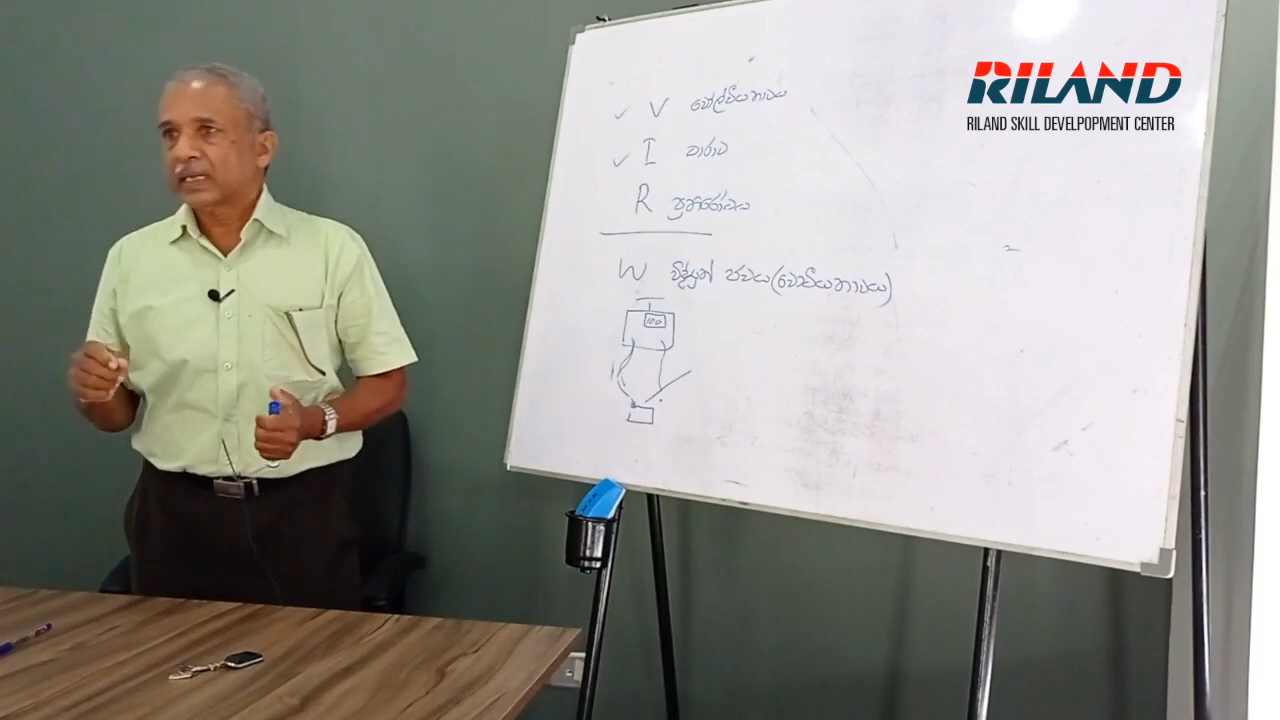 V වෝල්ටීයතාවය
I ධාරාව
R ප්‍රතිරෝධය
W විද්‍යුත් ජවය(වොටීයතාවය)
100
RILAND
RILAND SKILL DEVELPOPMENT CENTER